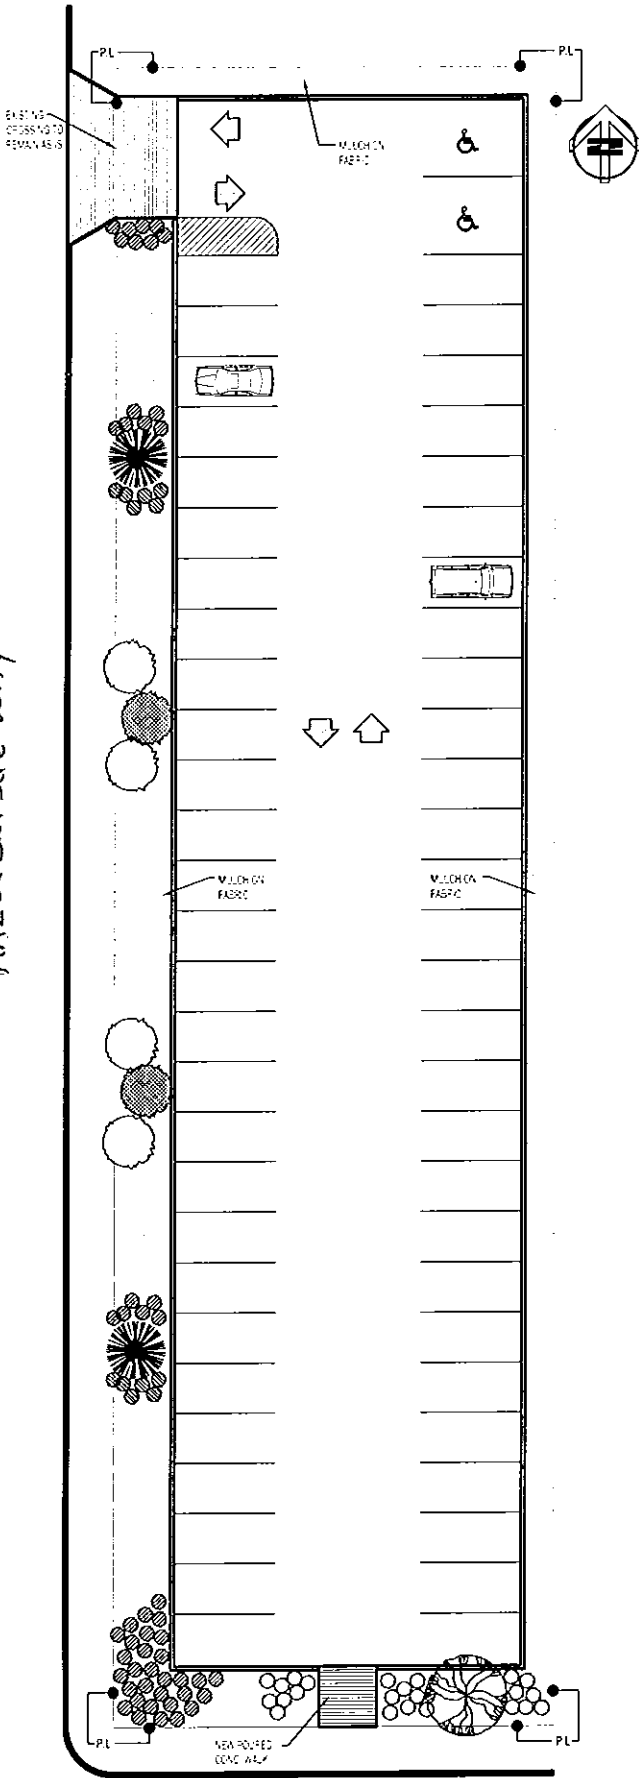 P.L.
P.L.
EXISTING
CROSSING TO
REMAIN AS IS
MULCH ON
FABRIC
MULCH ON
FABRIC
MULCH ON
FABRIC
P.L.
NEW POURED
CONC. WALK
P.L.